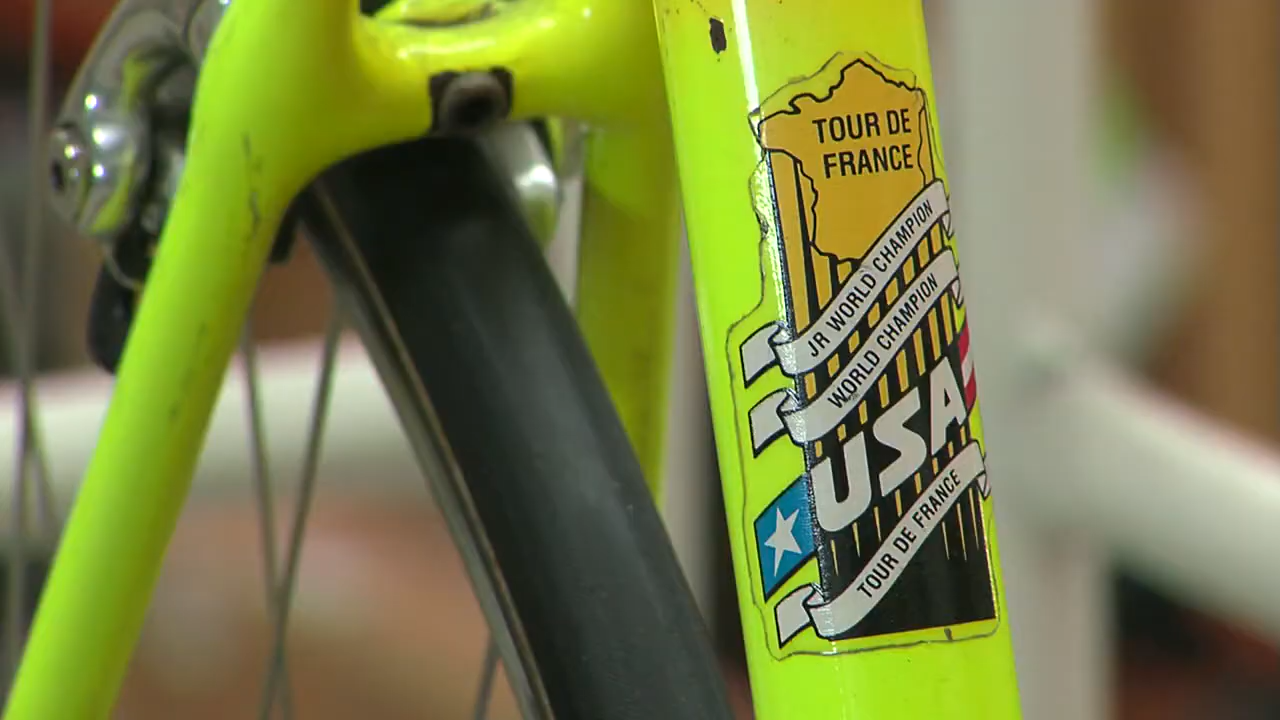 TOUR DE
FRANCE
JR WORLD CHAMPION
WORLD CHAMPION
USA
TOUR DE FRANCE